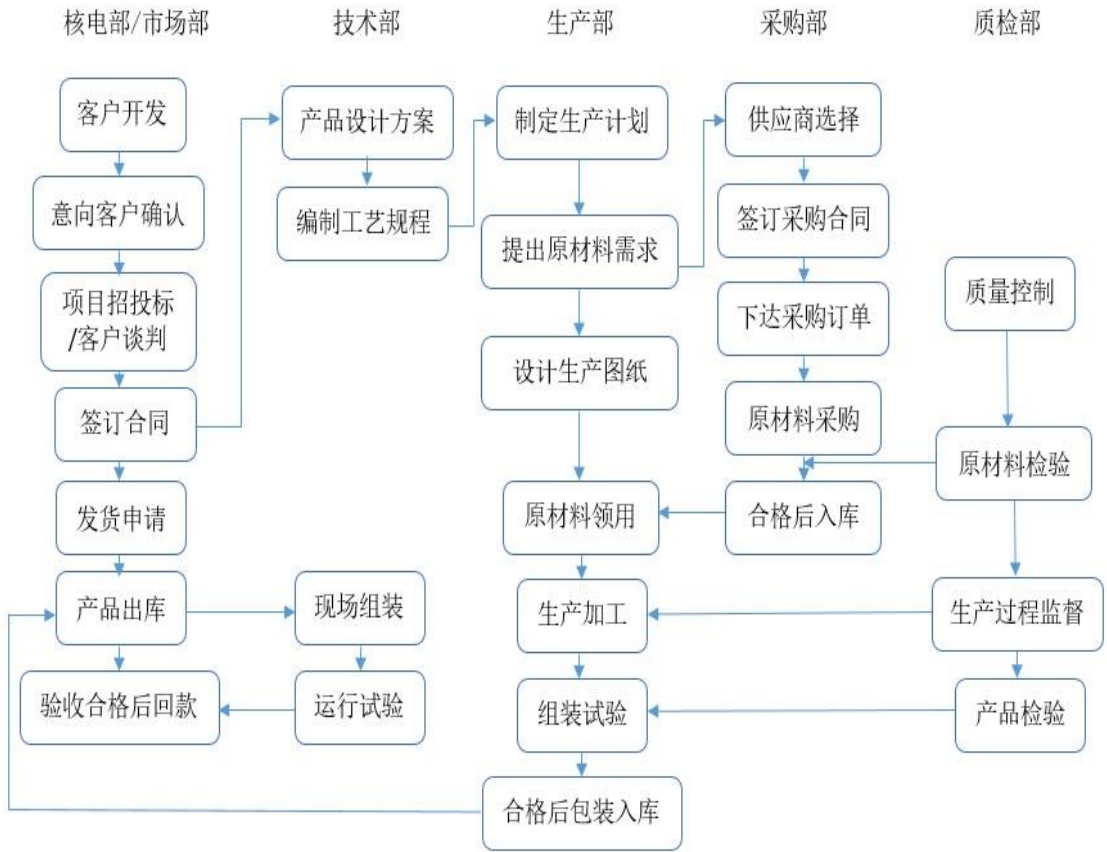 核电部/市场部
技术部
生产部
采购部
质检部
客户开发
意向客户确认
项目招投标
/客户谈判
签订合同
发货申请
产品出库
验收合格后回款
产品设计方案
编制工艺规程
现场组装
运行试验
制定生产计划
提出原材料需求
设计生产图纸
原材料领用
生产加工
组装试验
合格后包装入库
供应商选择
签订采购合同
下达采购订单
原材料采购
合格后入库
质量控制
原材料检验
生产过程监督
产品检验